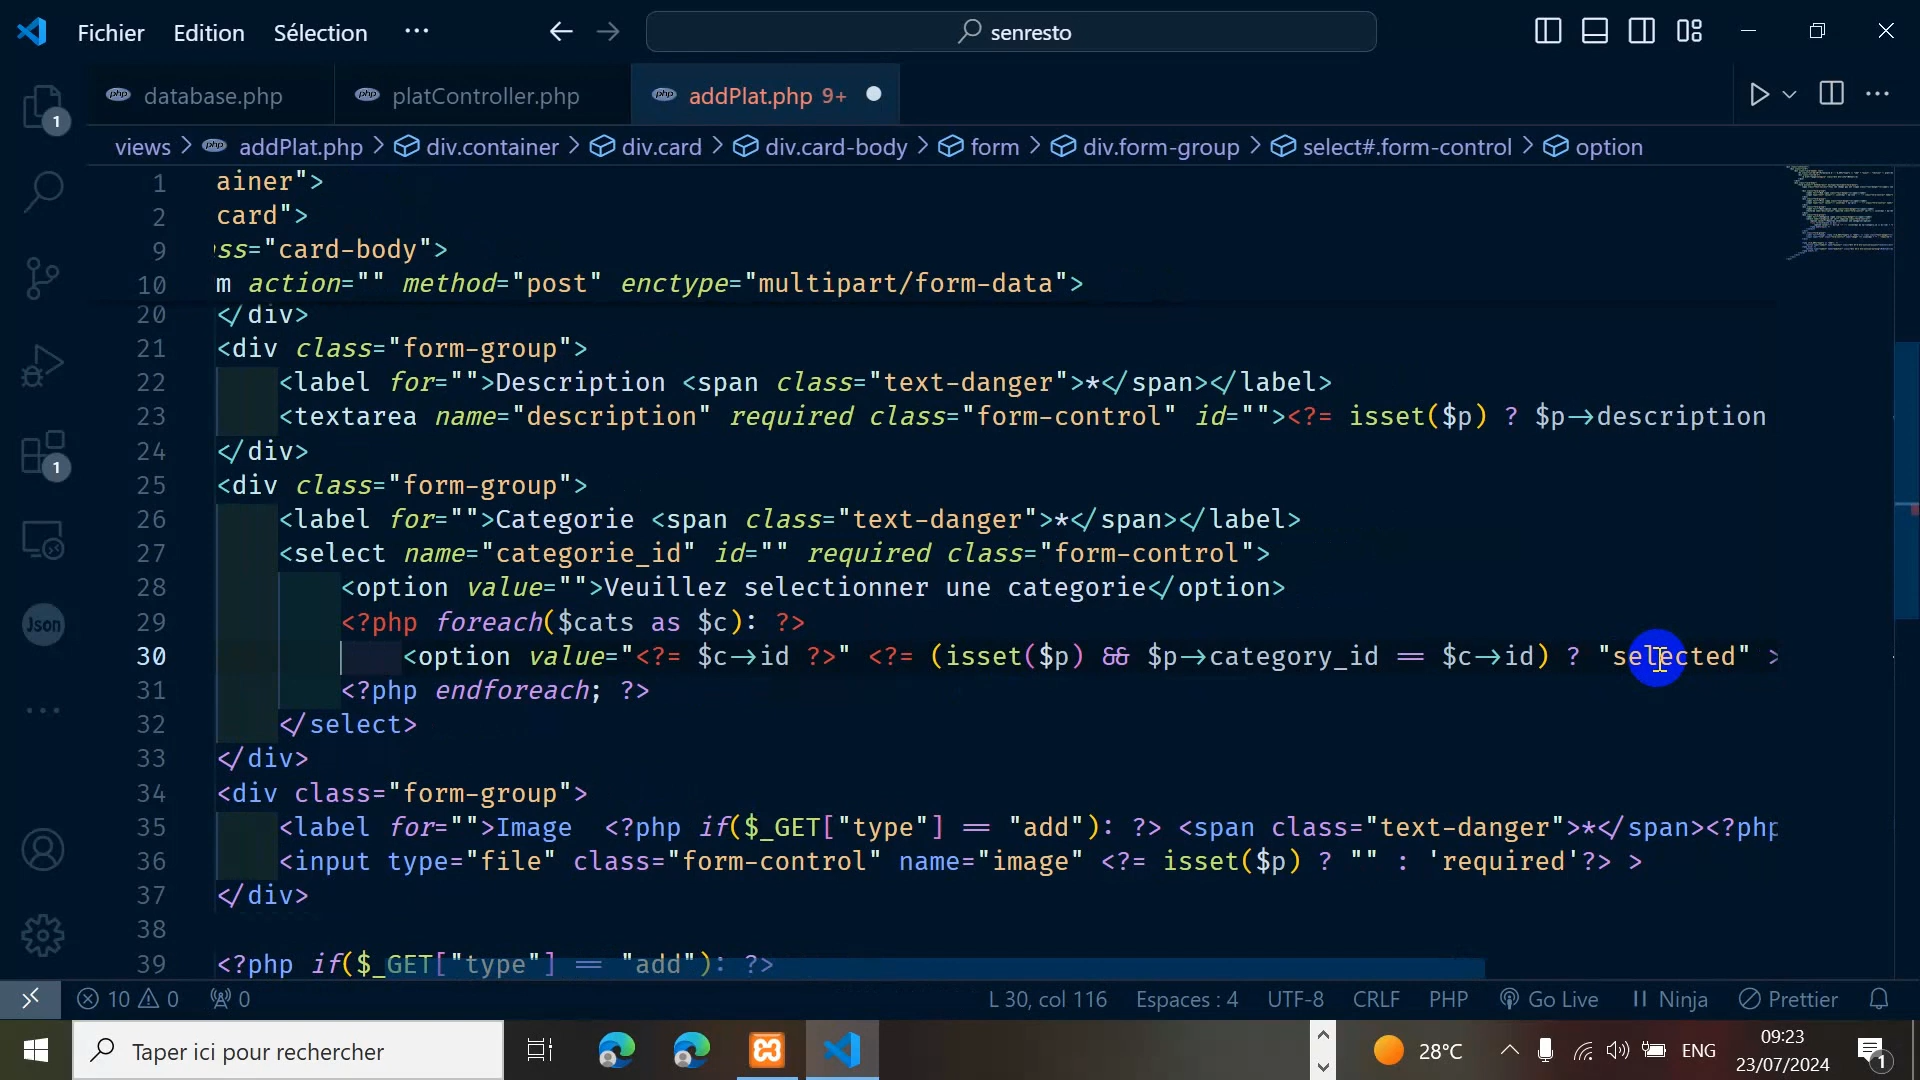 Fichier Edition Sélection ··· senresto
php database.php php platController.php php addPlat.php 9+
1
views > php addPlat.php > div.container > div.card > div.card-body > form > div.form-group > select#.form-control > option
1 ainer">
2 card">
9 ss="card-body">
10 m action="" method="post" enctype="multipart/form-data">
20 </div>
21 <div class="form-group">
22 <label for="">Description <span class="text-danger">*</span></label>
23 <textarea name="description" required class="form-control" id=""><?= isset($p) ? $p->description
24 </div>
25 <div class="form-group">
26 <label for="">Categorie <span class="text-danger">*</span></label>
27 <select name="categorie_id" id="" required class="form-control">
28 <option value="">Veuillez selectionner une categorie</option>
29 <?php foreach($cats as $c): ?>
30 <option value="<?= $c->id ?>" <?= (isset($p) && $p->category_id == $c->id) ? "selected" >
31 <?php endforeach; ?>
32 </select>
33 </div>
34 <div class="form-group">
35 <label for="">Image <?php if($_GET["type"] == "add"): ?> <span class="text-danger">*</span><?php
36 <input type="file" class="form-control" name="image" <?= isset($p) ? "" : 'required'?> >
37 </div>
38
39 <?php if($_GET["type"] == "add"): ?>
1
Json
10 0 0 L 30, col 116 Espaces : 4 UTF-8 CRLF PHP Go Live Ninja Prettier
Taper ici pour rechercher 28°C ENG 09:23
23/07/2024 1